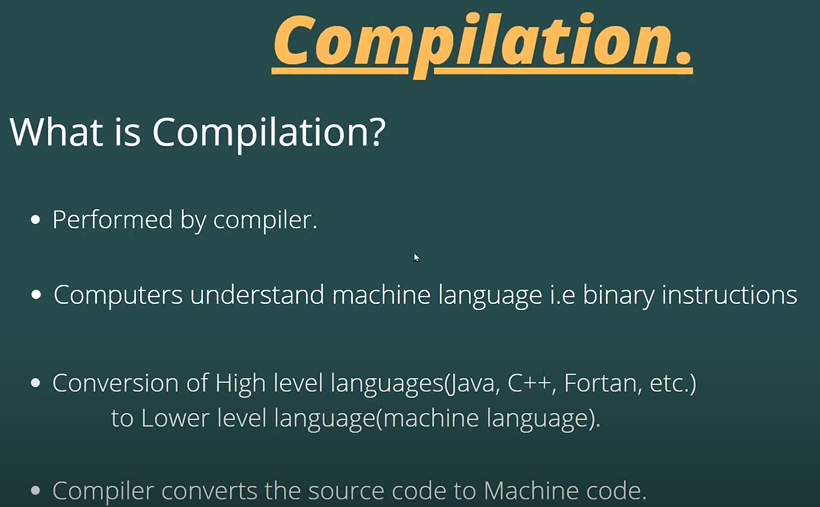 Compilation.
What is Compilation?
• Performed by compiler.
• Computers understand machine language i.e binary instructions
• Conversion of High level languages(Java, C++, Fortan, etc.)
to Lower level language(machine language).
• Compiler converts the source code to Machine code.